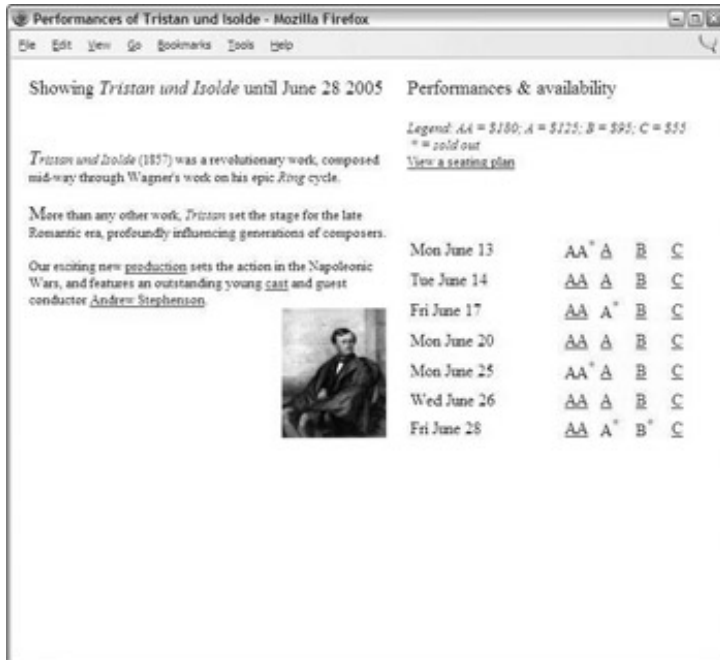 Performances of Tristan und Isolde - Mozilla Firefox
File Edit View Go Bookmarks Tools Help
Showing Tristan und Isolde until June 28 2005
Tristan und Isolde (1857) was a revolutionary work, composed
mid-way through Wagner's work on his epic Ring cycle.
More than any other work, Tristan set the stage for the late
Romantic era, profoundly influencing generations of composers.
Our exciting new production sets the action in the Napoleonic
Wars, and features an outstanding young cast and guest
conductor Andrew Stephenson.
Performances & availability
Legend: AA = $180; A = $125; B = $95; C = $55
* = sold out
View a seating plan
Mon June 13 AA* A B C
Tue June 14 AA A B C
Fri June 17 AA A* B C
Mon June 20 AA A B C
Mon June 25 AA* A B C
Wed June 26 AA A B C
Fri June 28 AA A* B* C